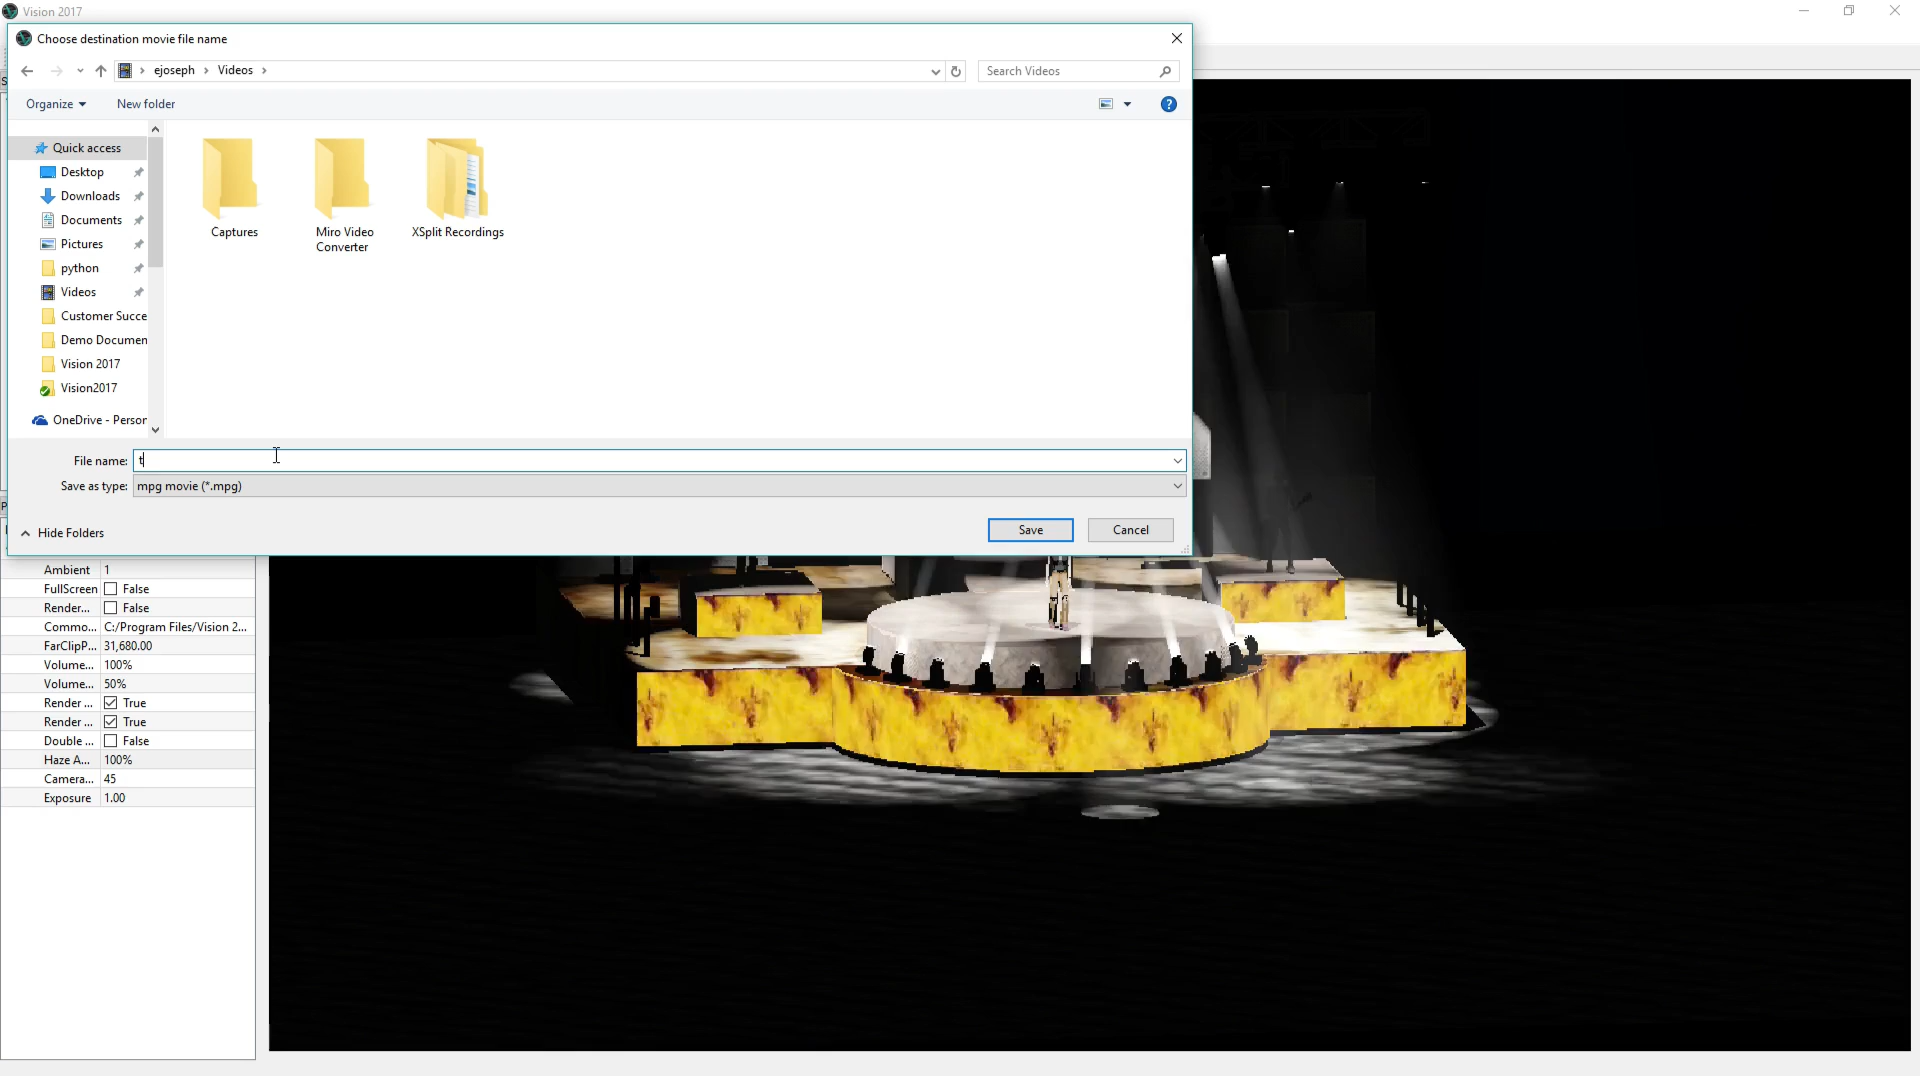 Vision 2017
Choose destination movie file name
ejoseph > Videos >
Search Videos
Organize
New folder
Quick access
Desktop
Downloads
Documents
Pictures
python
Videos
Customer Succe
Demo Documen
Vision 2017
Vision2017
OneDrive - Person
Captures
Miro Video
Converter
XSplit Recordings
File name: t
Save as type: mpg movie (*.mpg)
Hide Folders
Save
Cancel
Ambient 1
FullScreen False
Render... False
Commo... C:/Program Files/Vision 2...
FarClipP... 31,680.00
Volume... 100%
Volume... 50%
Render ... True
Render ... True
Double ... False
Haze A... 100%
Camera... 45
Exposure 1.00